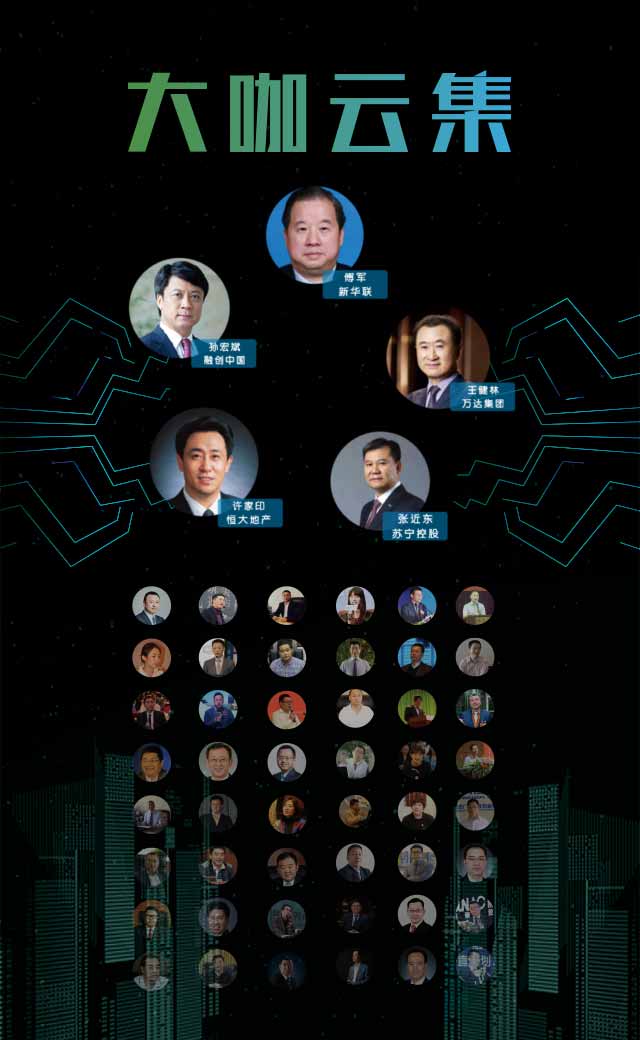 大咖云集
傅军
新华联
孙宏斌
融创中国
王健林
万达集团
许家印
恒大地产
张近东
苏宁控股